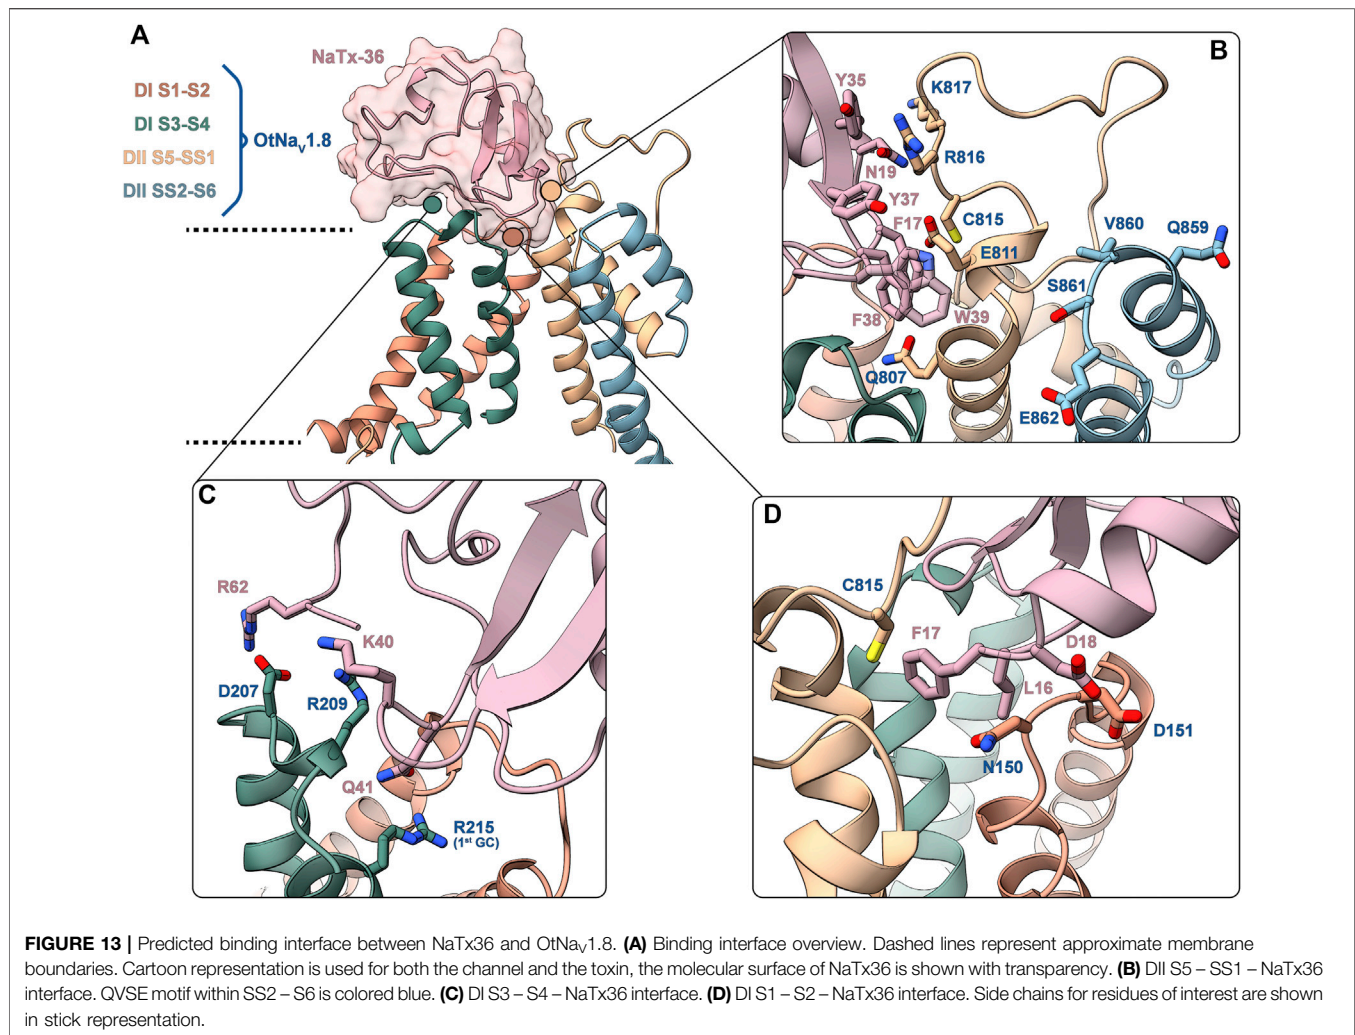 A
NaTx-36
DI S1-S2
DI S3-S4
DII S5-SS1
DII SS2-S6
OtNaV1.8
B
Y35
K817
R816
N19
Y37
F17
C815
E811
V860
Q859
S861
F38
W39
Q807
E862
C
R62
K40
D207
R209
Q41
R215
(1st GC)
D
C815
F17
D18
L16
D151
N150
FIGURE 13 | Predicted binding interface between NaTx36 and OtNaV1.8. (A) Binding interface overview. Dashed lines represent approximate membrane
boundaries. Cartoon representation is used for both the channel and the toxin, the molecular surface of NaTx36 is shown with transparency. (B) DII S5 – SS1 – NaTx36
interface. QVSE motif within SS2 – S6 is colored blue. (C) DI S3 – S4 – NaTx36 interface. (D) DI S1 – S2 – NaTx36 interface. Side chains for residues of interest are shown
in stick representation.